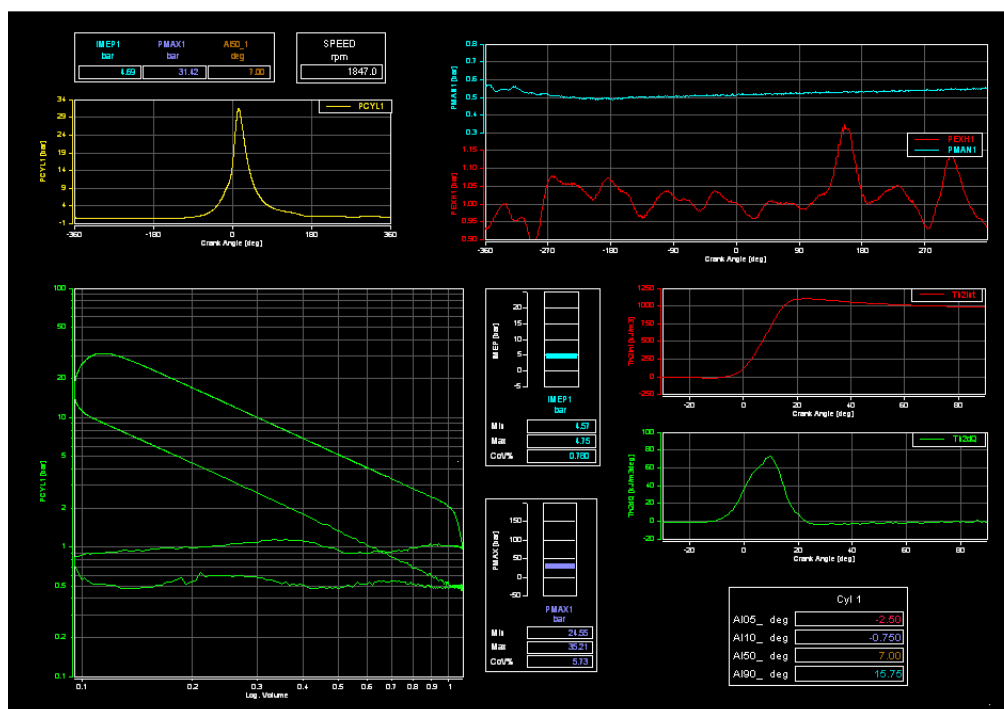 IMEP1 PMAX1 AI50_1
bar bar deg
4.69 31.42 7.00
SPEED
rpm
1847.0
PCYL1
34
29
24
19
14
9
4
-1
PCYL1 [bar]
-360 -180 0 180 360
Crank Angle [deg]
0.8
0.7
0.6
0.5
0.4
0.3
PMAN1 [bar]
PEXH1
PMAN1
1.15
1.10
1.05
1.00
0.95
0.90
PEXH1 [bar]
-360 -270 -180 -90 0 90 180 270
Crank Angle [deg]
100
50
20
10
5
2
1
0.5
0.2
0.1
PCYL1 [bar]
0.1 0.2 0.3 0.4 0.5 0.6 0.7 0.8 0.9 1
Log. Volume
25
20
15
10
5
0
-5
IMEP [bar]
IMEP1
bar
Min 4.57
Max 4.75
CoV% 0.780
150
100
50
0
-50
PMAX [bar]
PMAX1
bar
Min 24.55
Max 35.21
CoV% 5.73
Th2Int
1250
1000
750
500
250
0
-250
Th2Int [kJ/m3]
-20 0 20 40 60 80
Crank Angle [deg]
Th2dQ
100
80
60
40
20
0
-20
Th2dQ [kJ/m3deg]
-20 0 20 40 60 80
Crank Angle [deg]
Cyl 1
AI05_ deg -2.50
AI10_ deg -0.750
AI50_ deg 7.00
AI90_ deg 15.75